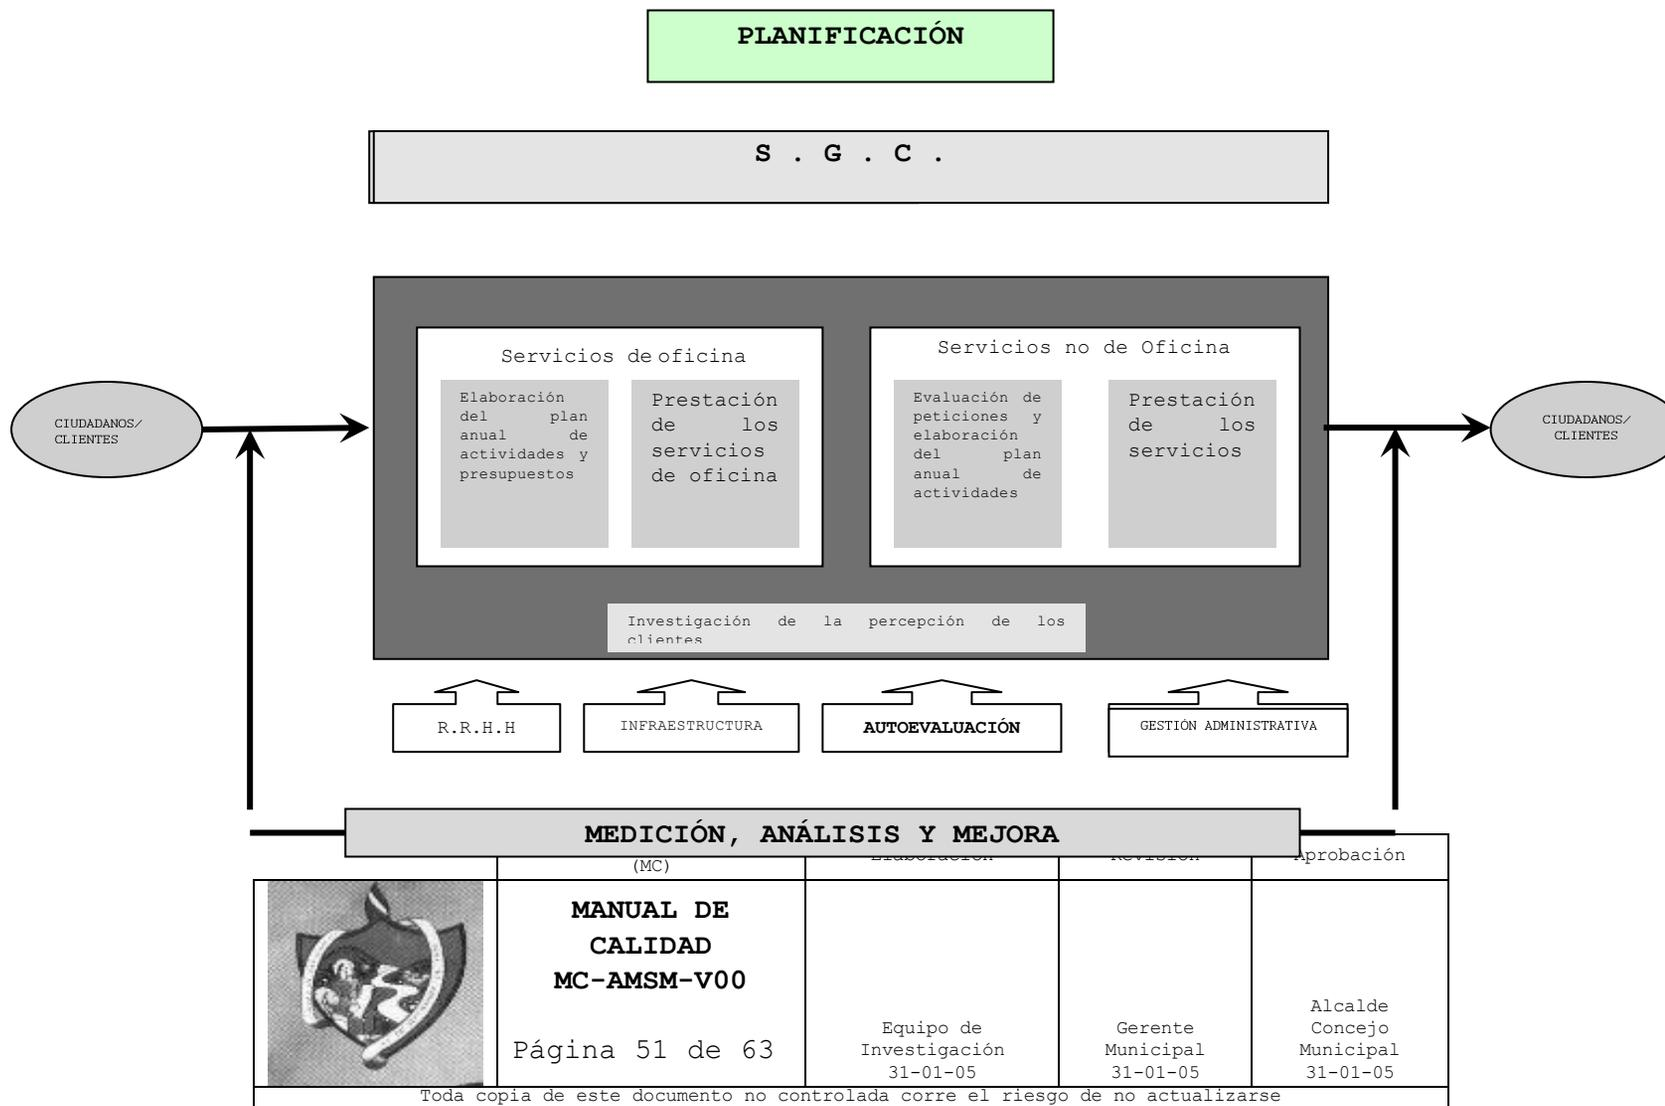 PLANIFICACIÓN
S . G . C .
Servicios de oficina
Elaboración
del plan
anual de
actividades y
presupuestos
Prestación
de los
servicios
de oficina
Servicios no de Oficina
Evaluación de
peticiones y
elaboración
del plan
anual de
actividades
Prestación
de los
servicios
CIUDADANOS/
CLIENTES
CIUDADANOS/
CLIENTES
Investigación de la percepción de los
clientes
R.R.H.H
INFRAESTRUCTURA
AUTOEVALUACIÓN
GESTIÓN ADMINISTRATIVA
MEDICIÓN, ANÁLISIS Y MEJORA
(MC)
Elaboración
Revisión
Aprobación
MANUAL DE
CALIDAD
MC-AMSM-V00
Página 51 de 63
Equipo de
Investigación
31-01-05
Gerente
Municipal
31-01-05
Alcalde
Concejo
Municipal
31-01-05
Toda copia de este documento no controlada corre el riesgo de no actualizarse